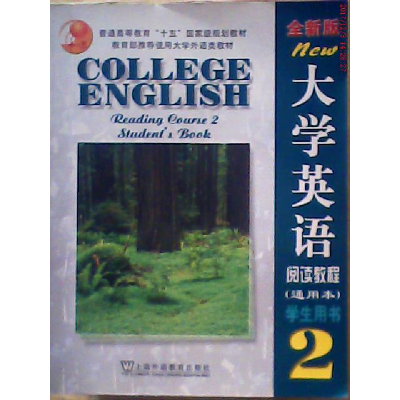 普通高等教育“十五”国家级规划教材
教育部推荐使用大学外语类教材
COLLEGE
ENGLISH
Reading Course 2
Student's Book
全新版
New
大学英语
阅读教程
(通用本)
学生用书
2
上海外语教育出版社